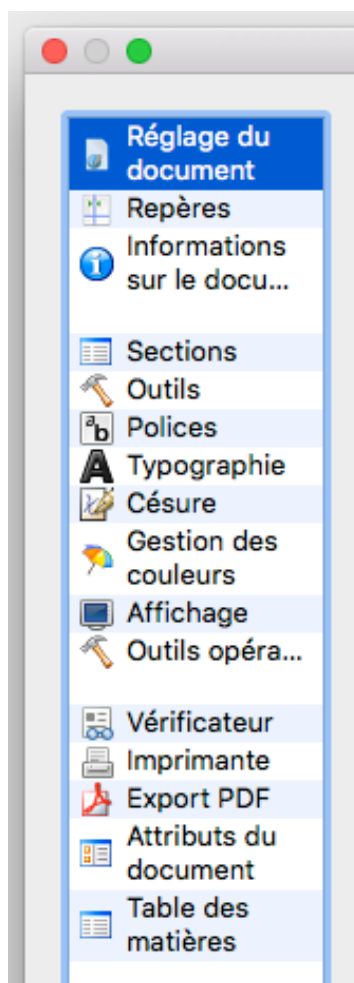 Réglage du
document
Repères
Informations
sur le docu...
Sections
Outils
Polices
Typographie
Césure
Gestion des
couleurs
Affichage
Outils opéra...
Vérificateur
Imprimante
Export PDF
Attributs du
document
Table des
matières